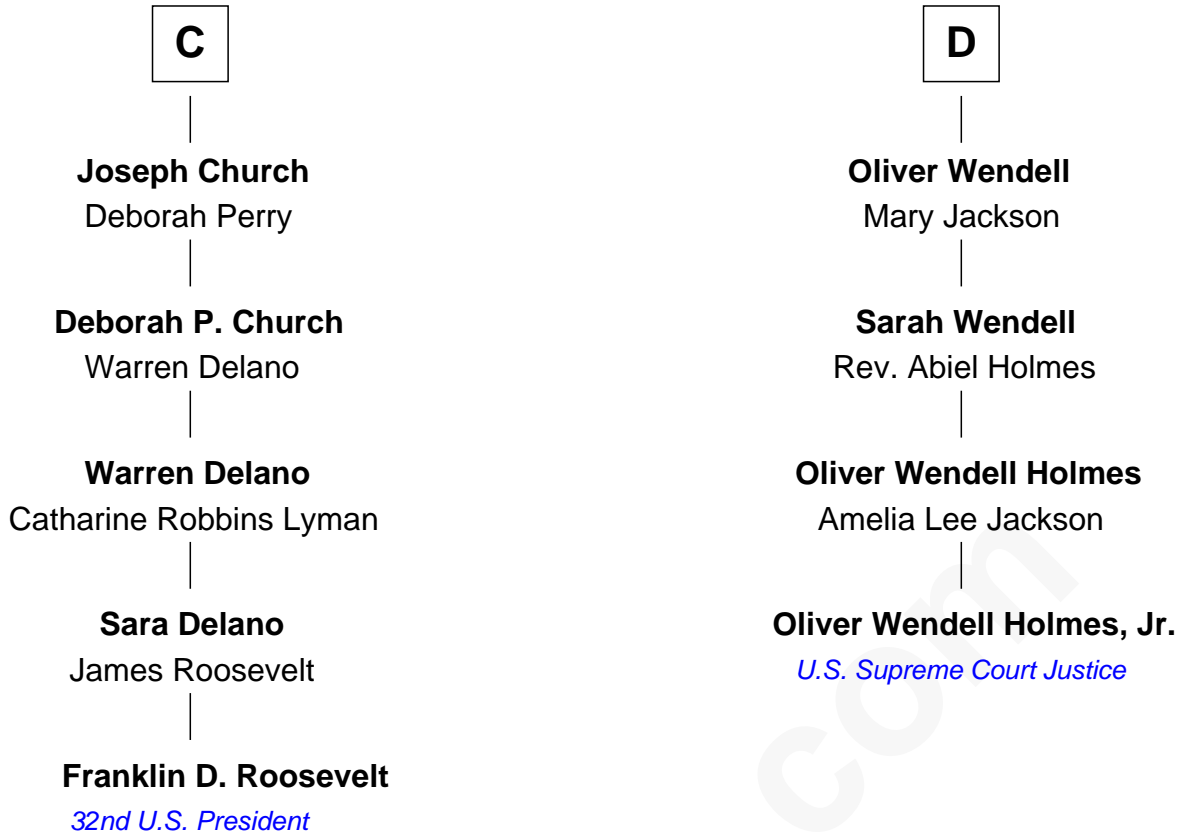 C
Joseph Church
Deborah Perry
Deborah P. Church
Warren Delano
Warren Delano
Catharine Robbins Lyman
Sara Delano
James Roosevelt
Franklin D. Roosevelt
32nd U.S. President
D
Oliver Wendell
Mary Jackson
Sarah Wendell
Rev. Abiel Holmes
Oliver Wendell Holmes
Amelia Lee Jackson
Oliver Wendell Holmes, Jr.
U.S. Supreme Court Justice
com